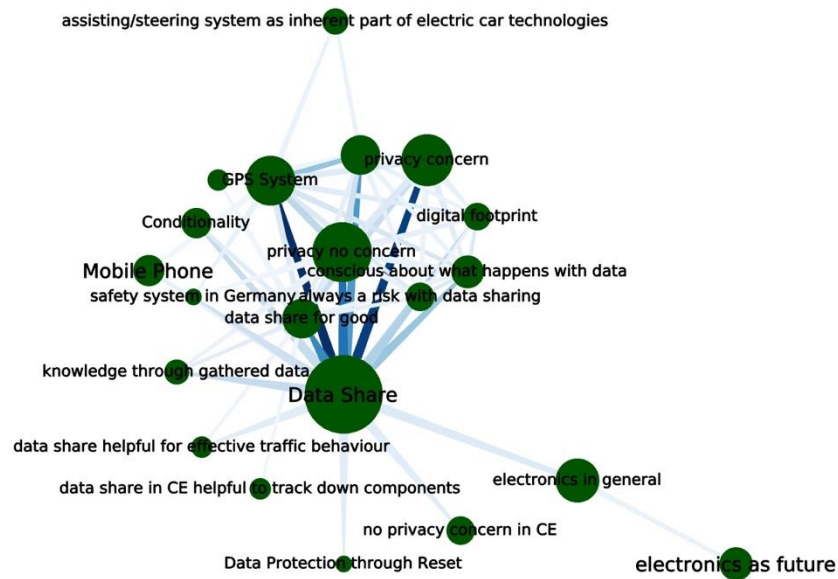 assisting/steering system as inherent part of electric car technologies
privacy concern
GPS System
Conditionality
digital footprint
privacy no concern
Mobile Phone
conscious about what happens with data
safety system in Germany
always a risk with data sharing
data share for good
knowledge through gathered data
Data Share
data share helpful for effective traffic behaviour
electronics in general
data share in CE helpful to track down components
no privacy concern in CE
Data Protection through Reset
electronics as future